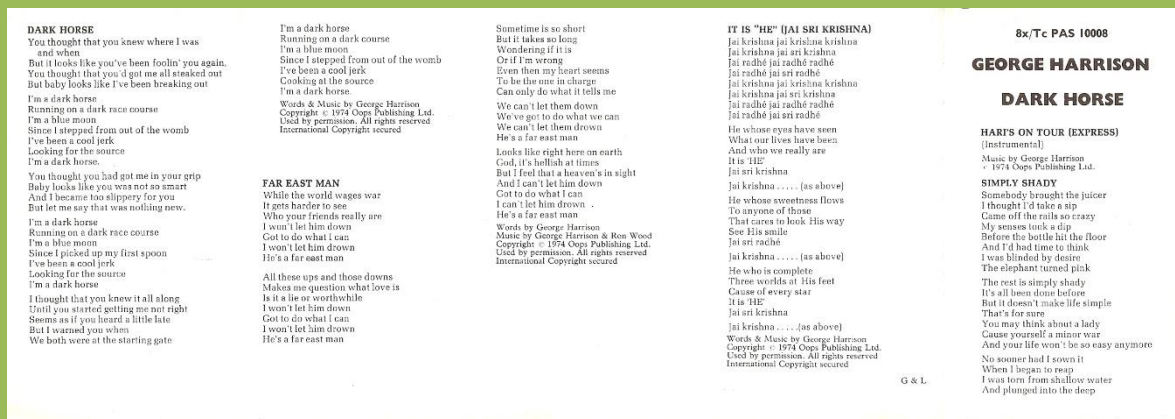 DARK HORSE
You thought that you knew where I was
and when
But it looks like you've been foolin' you again,
You thought that you'd got me all steaked out
But baby looks like I've been breaking out
I'm a dark horse
Running on a dark race course
I'm a blue moon
Since I stepped from out of the womb
I've been a cool jerk
Looking for the source
I'm a dark horse.
You thought you had got me in your grip
Baby looks like you was not so smart
And I became too slippery for you
But let me say that was nothing new.
I'm a dark horse
Running on a dark race course
I'm a blue moon
Since I picked up my first spoon
I've been a cool jerk
Looking for the source
I'm a dark horse
I thought that you knew it all along
Until you started getting me not right
Seems as if you heard a little late
But I warned you when
We both were at the starting gate
I'm a dark horse
Running on a dark race course
I'm a blue moon
Since I stepped from out of the womb
I've been a cool jerk
Cooking at the source
I'm a dark horse.
Words & Music by George Harrison
Copyright © 1974 Oops Publishing Ltd.
Used by permission. All rights reserved
International Copyright secured
FAR EAST MAN
While the world wages war
It gets harder to see
Who your friends really are
I won't let him down
Got to do what I can
I won't let him drown
He's a far east man
All these ups and those downs
Makes me question what love is
Is it a lie or worthwhile
I won't let him down
Got to do what I can
I won't let him drown
He's a far east man
Sometime is so short
But it takes so long
Wondering if it is
Or if I'm wrong
Even then my heart seems
To be the one in charge
Can only do what it tells me
We can't let them down
We've got to do what we can
We can't let them drown
He's a far east man
Looks like right here on earth
God, it's hellish at times
But I feel that a heaven's in sight
And I can't let him down
Got to do what I can
I can't let him drown .
He's a far east man
Words by George Harrison
Music by George Harrison & Ron Wood
Copyright © 1974 Oops Publishing Ltd.
Used by permission. All rights reserved
International Copyright secured
IT IS "HE" (JAI SRI KRISHNA)
Jai krishna jai krishna krishna
Jai krishna jai sri krishna
Jai radhé jai radhé radhé
Jai radhé jai sri radhé
Jai krishna jai krishna krishna
Jai krishna jai sri krishna
Jai radhé jai radhé radhé
Jai radhé jai sri radhé
He whose eyes have seen
What our lives have been
And who we really are
It is 'HE'
Jai sri krishna
Jai krishna ..... (as above)
He whose sweetness flows
To anyone of those
That cares to look His way
See His smile
Jai sri radhé
Jai krishna ..... (as above)
He who is complete
Three worlds at His feet
Cause of every star
It is 'HE'
Jai sri krishna
Jai krishna .....(as above)
Words & Music by George Harrison
Copyright © 1974 Oops Publishing Ltd.
Used by permission. All rights reserved
International Copyright secured
G & L
8x/Tc PAS 10008
GEORGE HARRISON
DARK HORSE
HARI'S ON TOUR (EXPRESS)
(Instrumental)
Music by George Harrison
© 1974 Oops Publishing Ltd.
SIMPLY SHADY
Somebody brought the juicer
I thought I'd take a sip
Came off the rails so crazy
My senses took a dip
Before the bottle hit the floor
And I'd had time to think
I was blinded by desire
The elephant turned pink
The rest is simply shady
It's all been done before
But it doesn't make life simple
That's for sure
You may think about a lady
Cause yourself a minor war
And your life won't be so easy anymore
No sooner had I sown it
When I began to reap
I was torn from shallow water
And plunged into the deep